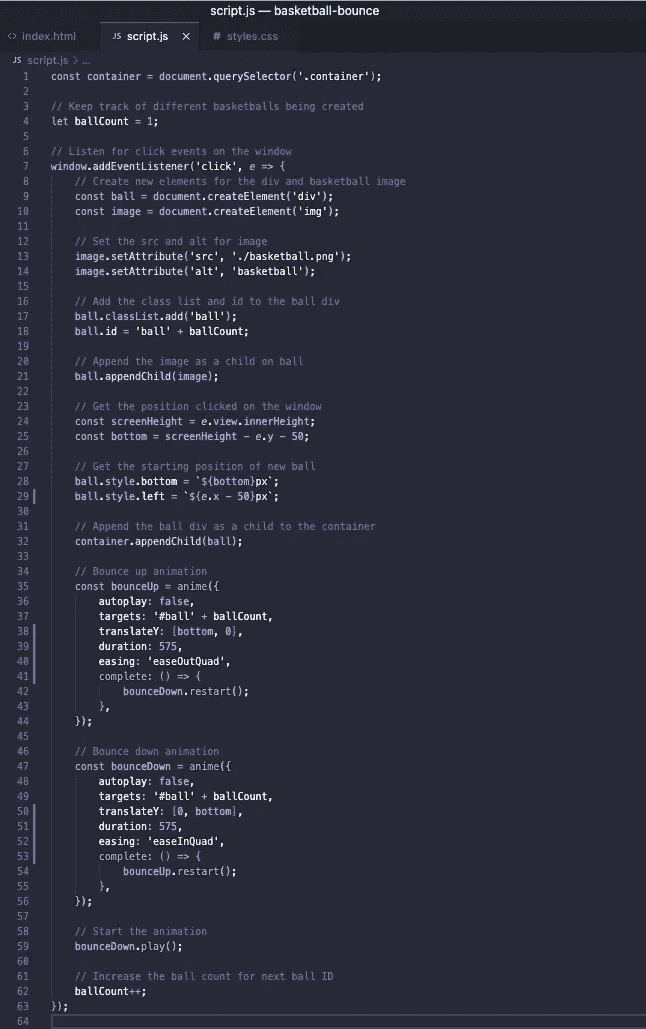 script.js — basketball-bounce
<> index.html JS script.js × # styles.css
JS script.js > ...
1 const container = document.querySelector('.container');
2
3 // Keep track of different basketballs being created
4 let ballCount = 1;
5
6 // Listen for click events on the window
7 window.addEventListener('click', e => {
8     // Create new elements for the div and basketball image
9     const ball = document.createElement('div');
10     const image = document.createElement('img');
11
12     // Set the src and alt for image
13     image.setAttribute('src', './basketball.png');
14     image.setAttribute('alt', 'basketball');
15
16     // Add the class list and id to the ball div
17     ball.classList.add('ball');
18     ball.id = 'ball' + ballCount;
19
20     // Append the image as a child on ball
21     ball.appendChild(image);
22
23     // Get the position clicked on the window
24     const screenHeight = e.view.innerHeight;
25     const bottom = screenHeight - e.y - 50;
26
27     // Get the starting position of new ball
28     ball.style.bottom = `${bottom}px`;
29     ball.style.left = `${e.x - 50}px`;
30
31     // Append the ball div as a child to the container
32     container.appendChild(ball);
33
34     // Bounce up animation
35     const bounceUp = anime({
36         autoplay: false,
37         targets: '#ball' + ballCount,
38         translateY: [bottom, 0],
39         duration: 575,
40         easing: 'easeOutQuad',
41         complete: () => {
42             bounceDown.restart();
43         },
44     });
45
46     // Bounce down animation
47     const bounceDown = anime({
48         autoplay: false,
49         targets: '#ball' + ballCount,
50         translateY: [0, bottom],
51         duration: 575,
52         easing: 'easeInQuad',
53         complete: () => {
54             bounceUp.restart();
55         },
56     });
57
58     // Start the animation
59     bounceDown.play();
60
61     // Increase the ball count for next ball ID
62     ballCount++;
63 });
64